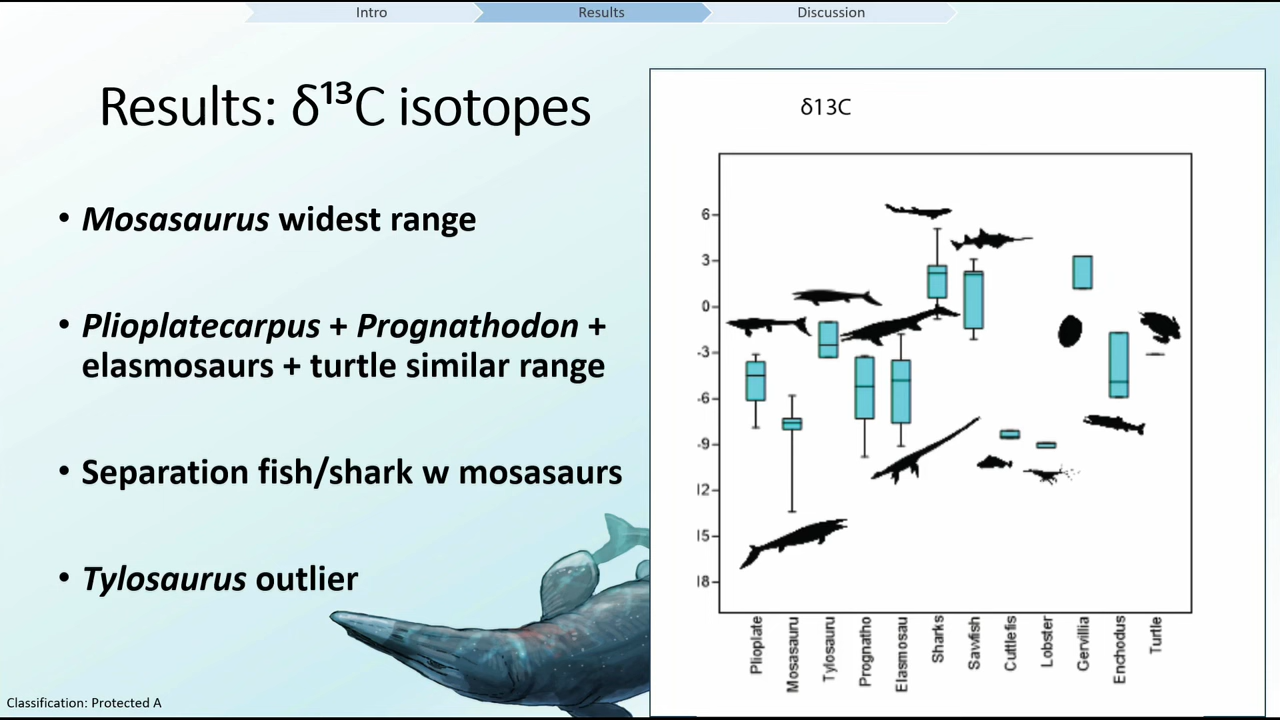 Intro
Results
Discussion
Results: δ¹³C isotopes
• Mosasaurus widest range
• Plioplatecarpus + Prognathodon +
elasmosaurs + turtle similar range
• Separation fish/shark w mosasaurs
• Tylosaurus outlier
Classification: Protected A
δ13C
6
3
0
-3
-6
-9
12
15
18
Plioplate
Mosasauru
Tylosauru
Prognatho
Elasmosau
Sharks
Sawfish
Cuttlefis
Lobster
Gervillia
Enchodus
Turtle